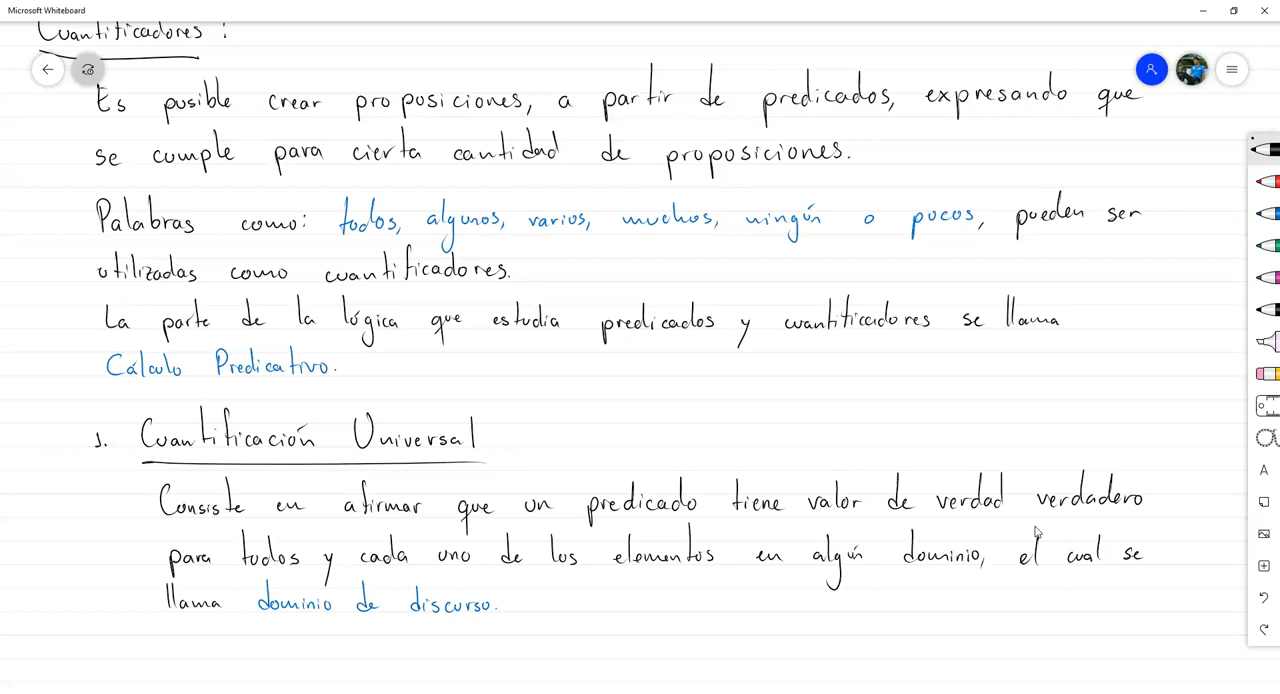 Microsoft Whiteboard
Cuantificadores :
Es posible crear proposiciones, a partir de predicados, expresando que
se cumple para cierta cantidad de proposiciones.
Palabras como: todos, algunos, varios, muchos, ningún o pocos, pueden ser
utilizadas como cuantificadores.
La parte de la lógica que estudia predicados y cuantificadores se llama
Cálculo Predicativo.
1. Cuantificación Universal
Consiste en afirmar que un predicado tiene valor de verdad verdadero
para todos y cada uno de los elementos en algún dominio, el cual se
llama dominio de discurso.